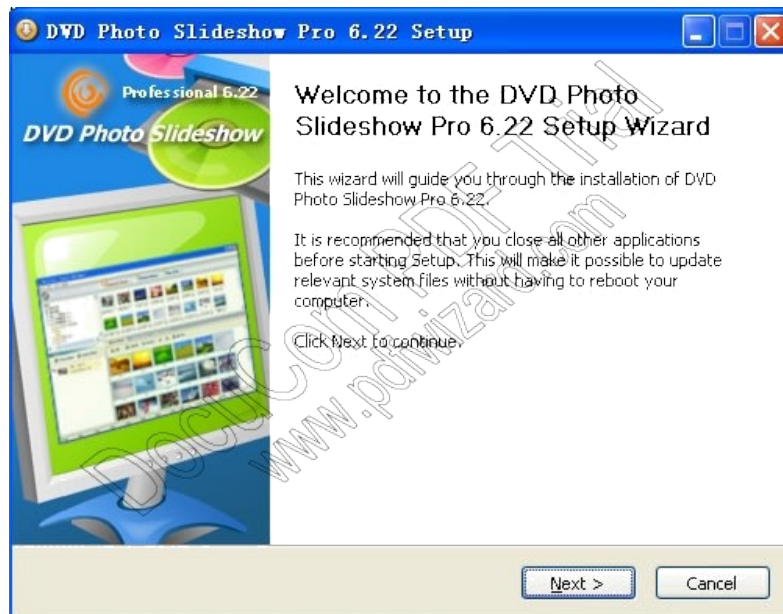 DVD Photo Slideshow Pro 6.22 Setup
Professional 6.22
DVD Photo Slideshow
Welcome to the DVD Photo
Slideshow Pro 6.22 Setup Wizard
This wizard will guide you through the installation of DVD
Photo Slideshow Pro 6.22.
It is recommended that you close all other applications
before starting Setup. This will make it possible to update
relevant system files without having to reboot your
computer.
Click Next to continue.
DocuCom PDF Trial
www.pdfwizard.com
Next >
Cancel